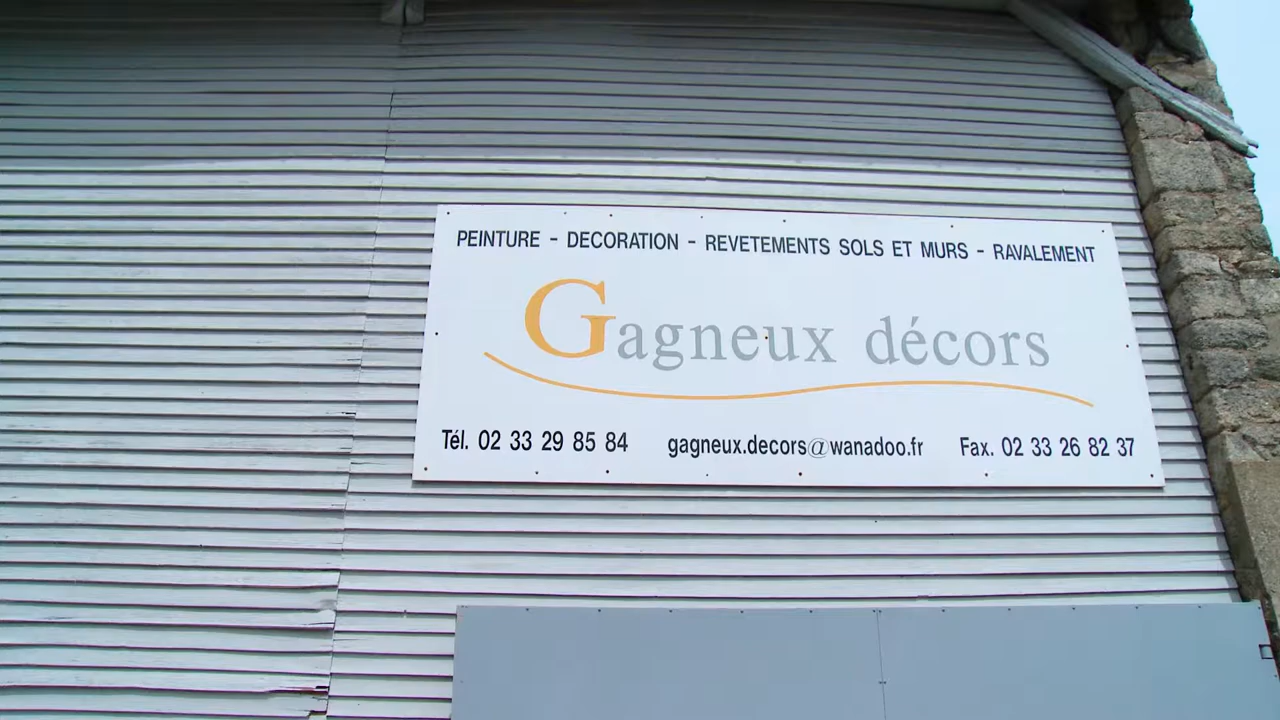 PEINTURE - DECORATION - REVETEMENTS SOLS ET MURS - RAVALEMENT
Gagneux décors
Tél. 02 33 29 85 84 gagneux.decors@wanadoo.fr Fax. 02 33 26 82 37